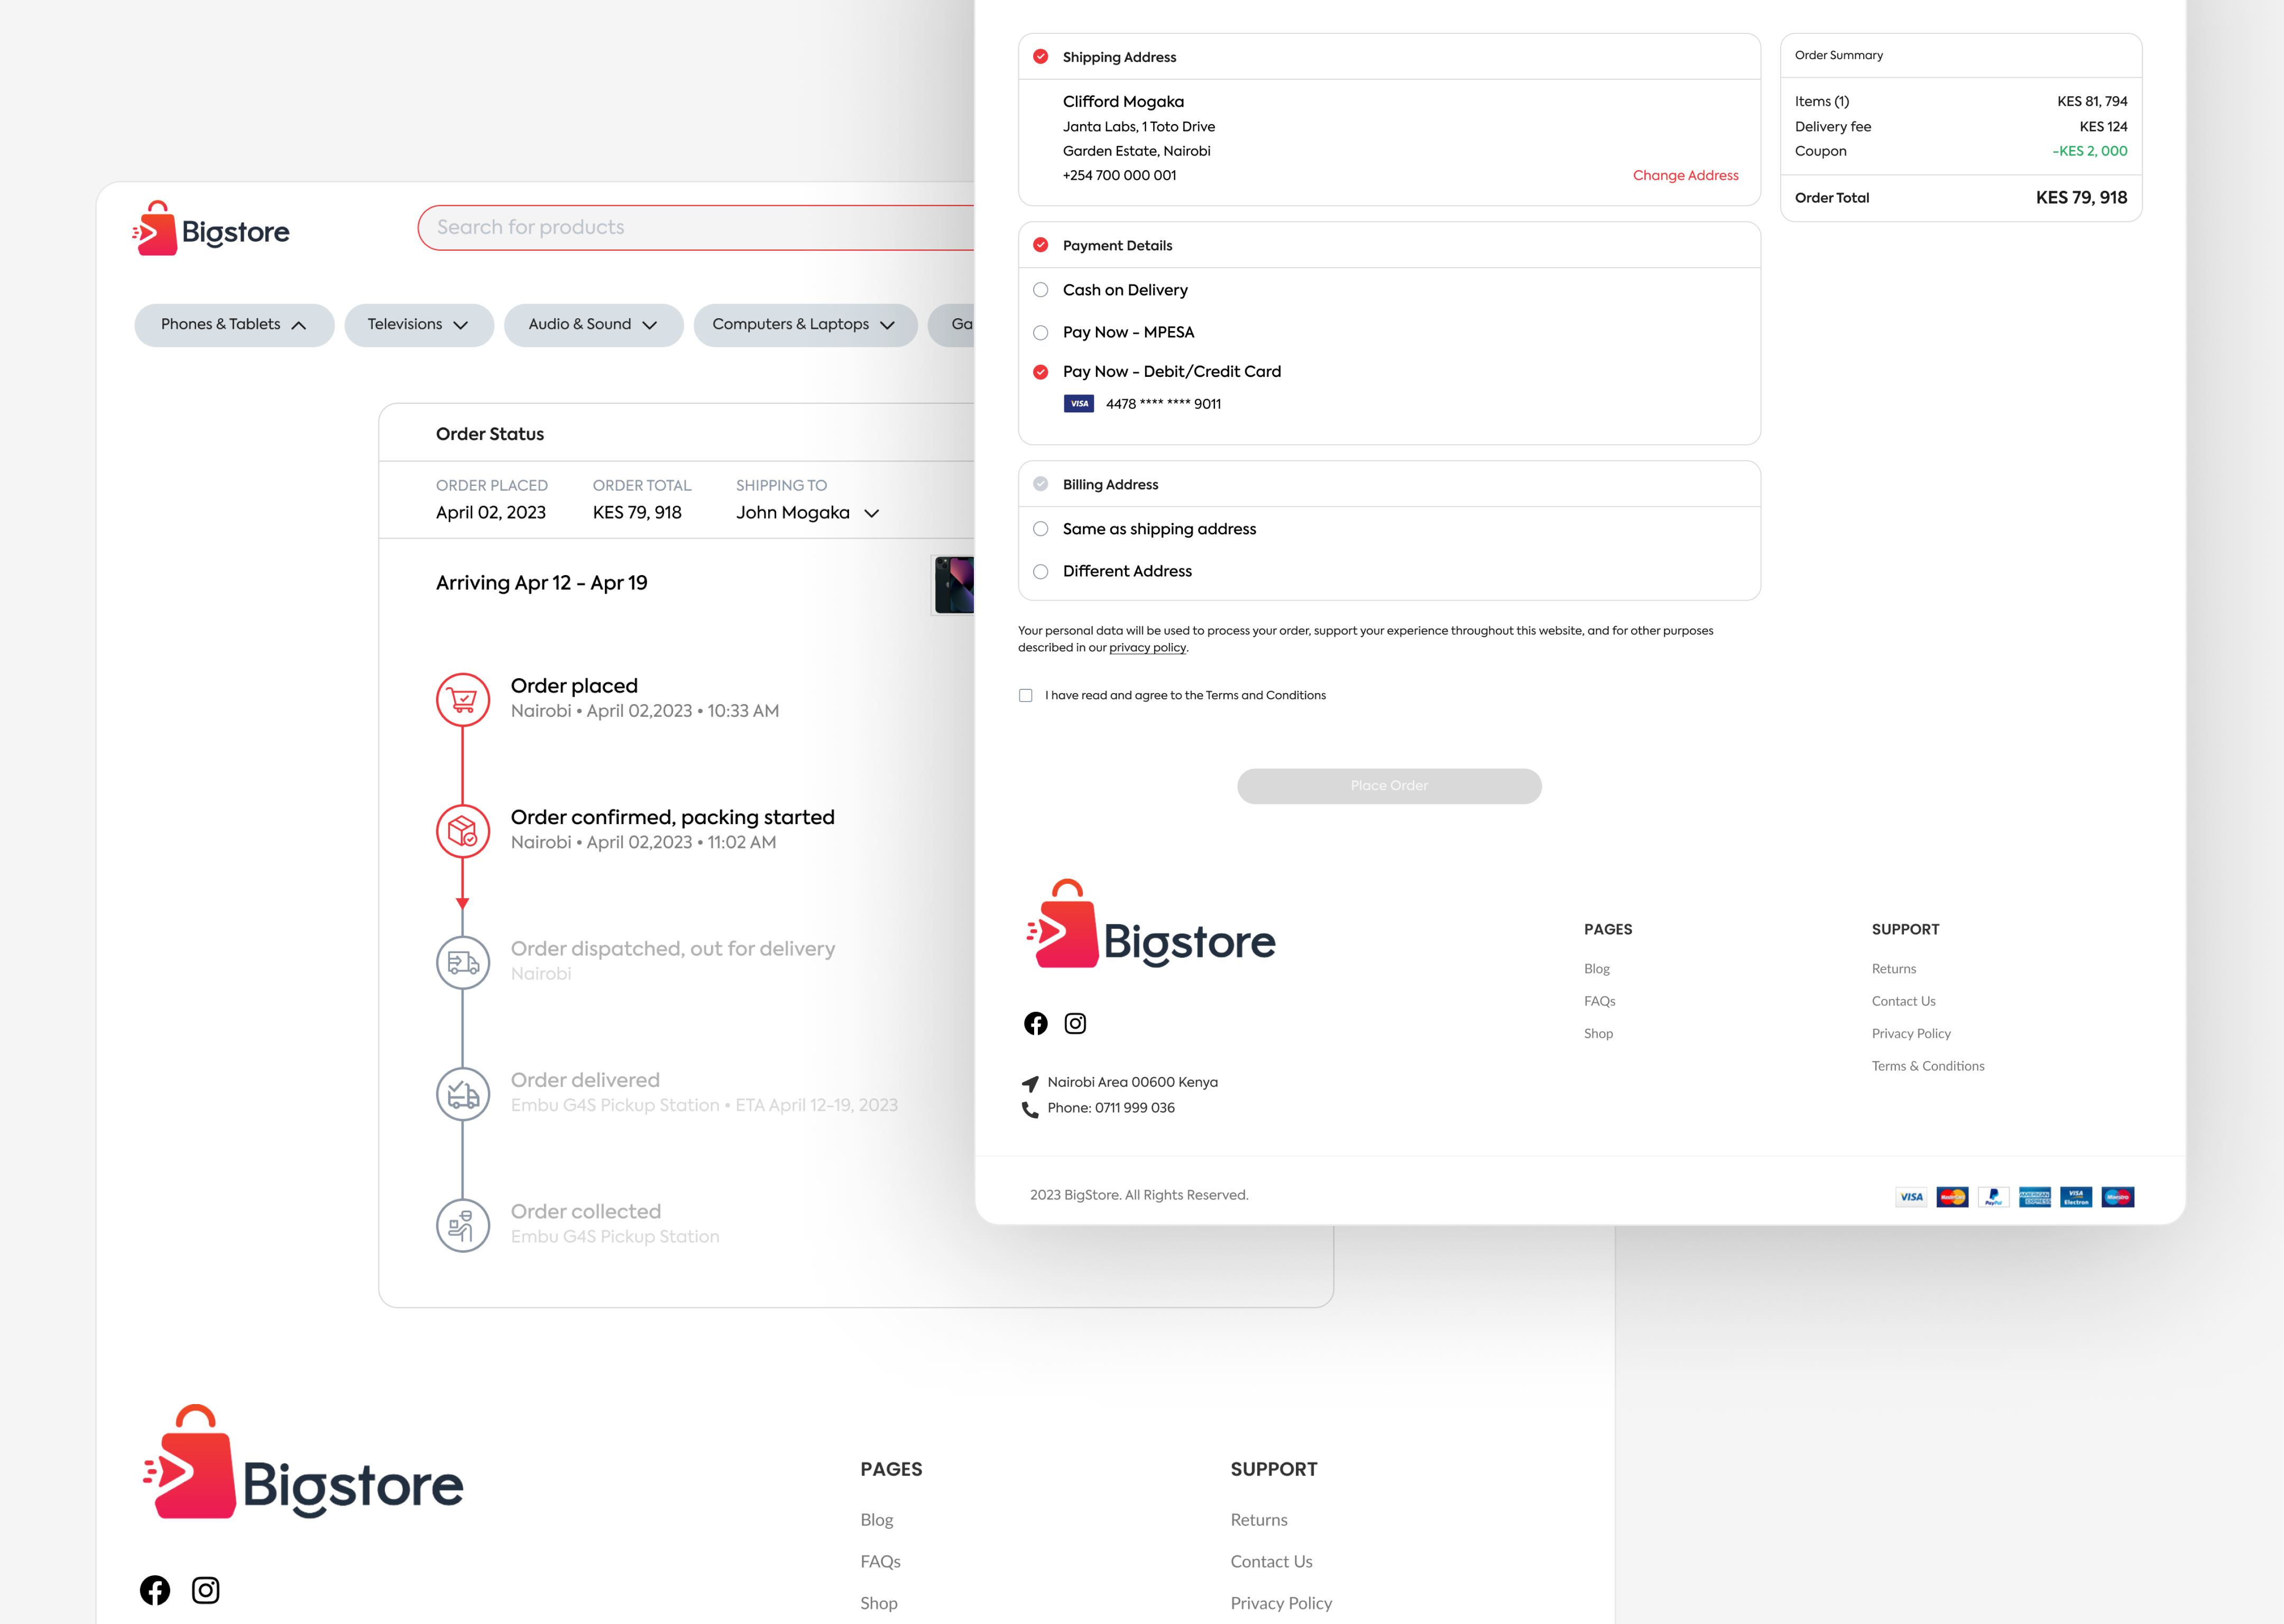 Bigstore
Search for products
Phones & Tablets
Televisions
Audio & Sound
Computers & Laptops
Ga
Order Status
ORDER PLACED
ORDER TOTAL
SHIPPING TO
April 02, 2023
KES 79, 918
John Mogaka
Arriving Apr 12 - Apr 19
Order placed
Nairobi • April 02,2023 • 10:33 AM
Order confirmed, packing started
Nairobi • April 02,2023 • 11:02 AM
Order dispatched, out for delivery
Nairobi
Order delivered
Embu G4S Pickup Station • ETA April 12-19, 2023
Order collected
Embu G4S Pickup Station
Bigstore
PAGES
Blog
FAQs
Shop
SUPPORT
Returns
Contact Us
Privacy Policy
Shipping Address
Clifford Mogaka
Janta Labs, 1 Toto Drive
Garden Estate, Nairobi
+254 700 000 001
Change Address
Payment Details
Cash on Delivery
Pay Now - MPESA
Pay Now - Debit/Credit Card
VISA 4478 **** **** 9011
Billing Address
Same as shipping address
Different Address
Your personal data will be used to process your order, support your experience throughout this website, and for other purposes
described in our privacy policy.
I have read and agree to the Terms and Conditions
Place Order
Order Summary
Items (1) KES 81, 794
Delivery fee KES 124
Coupon -KES 2, 000
Order Total KES 79, 918
Bigstore
Nairobi Area 00600 Kenya
Phone: 0711 999 036
PAGES
Blog
FAQs
Shop
SUPPORT
Returns
Contact Us
Privacy Policy
Terms & Conditions
2023 BigStore. All Rights Reserved.
VISA
MasterCard
PayPal
AMERICAN EXPRESS
VISA Electron
Maestro